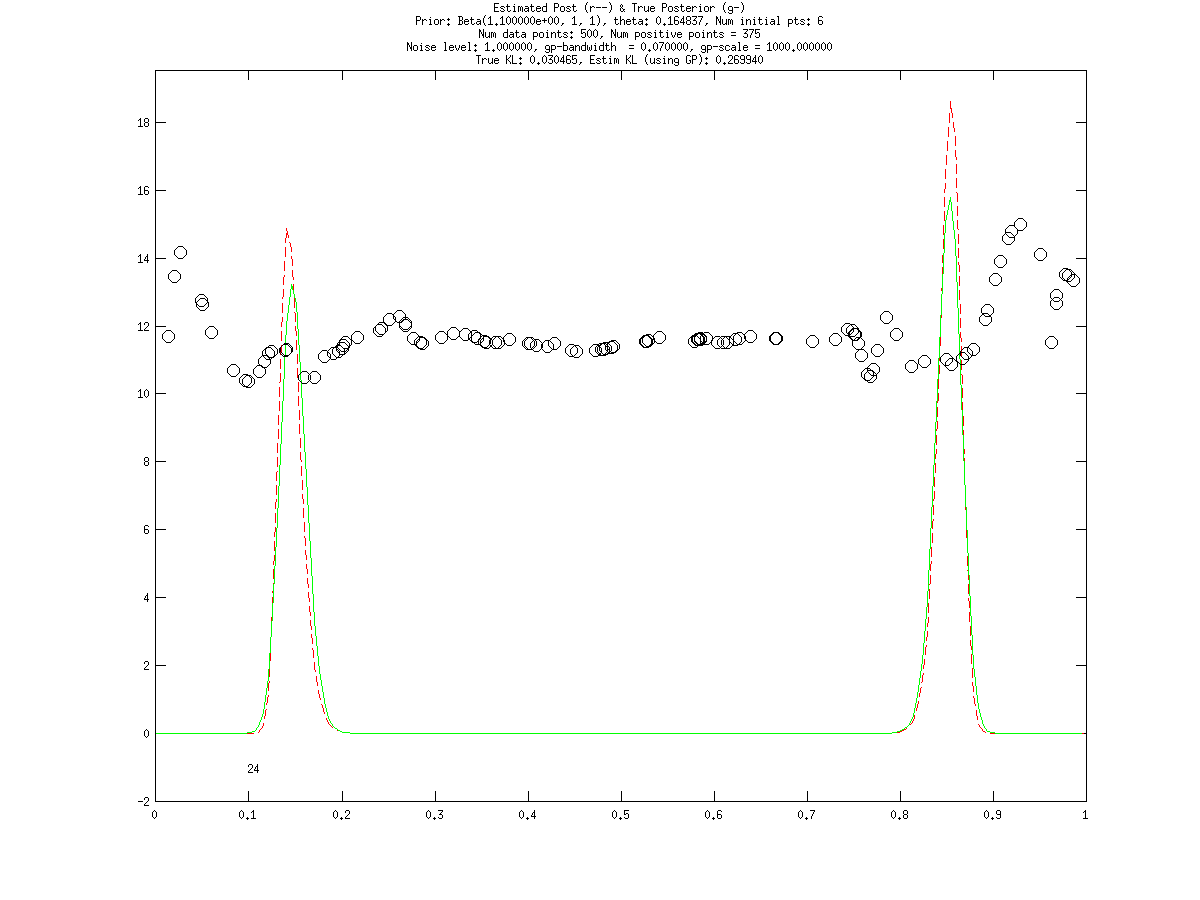 Estimated Post (r--) & True Posterior (g-)
Prior: Beta(1.100000e+00, 1, 1), theta: 0.164837, Num initial pts: 6
Num data points: 500, Num positive points = 375
Noise level: 1.000000, gp-bandwidth  = 0.070000, gp-scale = 1000.000000
True KL: 0.030465, Estim KL (using GP): 0.269940
18
16
14
12
10
8
6
4
2
0
24
-2
0 0.1 0.2 0.3 0.4 0.5 0.6 0.7 0.8 0.9 1